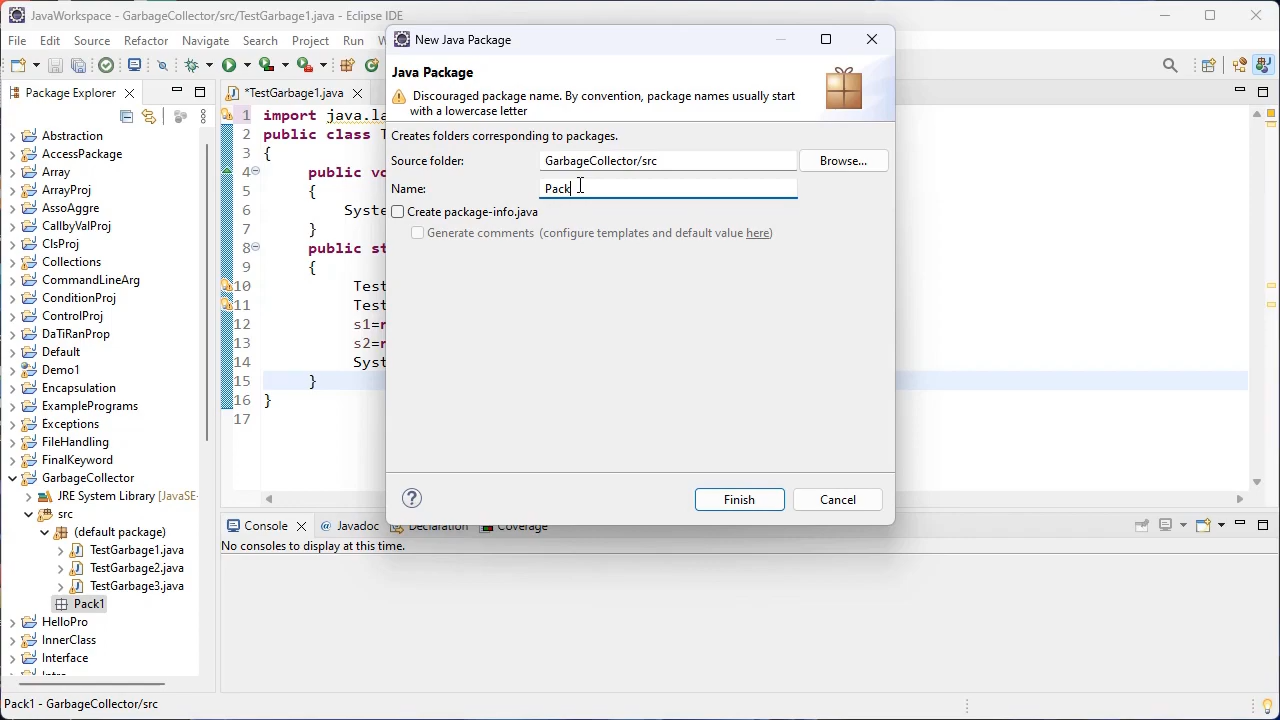 JavaWorkspace - GarbageCollector/src/TestGarbage1.java - Eclipse IDE
File Edit Source Refactor Navigate Search Project Run
New Java Package
Java Package
Discouraged package name. By convention, package names usually start
with a lowercase letter
Creates folders corresponding to packages.
Source folder: GarbageCollector/src Browse...
Name: Pack
Create package-info.java
Generate comments (configure templates and default value here)
? Finish Cancel
Package Explorer
Abstraction
AccessPackage
Array
ArrayProj
AssoAggre
CallbyValProj
ClsProj
Collections
CommandLineArg
ConditionProj
ControlProj
DaTiRanProp
Default
Demo1
Encapsulation
ExamplePrograms
Exceptions
FileHandling
FinalKeyword
GarbageCollector
JRE System Library [JavaSE-
src
(default package)
TestGarbage1.java
TestGarbage2.java
TestGarbage3.java
Pack1
HelloPro
InnerClass
Interface
*TestGarbage1.java
1 import java.la
2 public class T
3 {
4 public vo
5 {
6 Syste
7 }
8 public st
9 {
10 Test
11 Test
12 s1=n
13 s2=n
14 Syst
15 }
16 }
17
Console @ Javadoc Declaration Coverage
No consoles to display at this time.
Pack1 - GarbageCollector/src